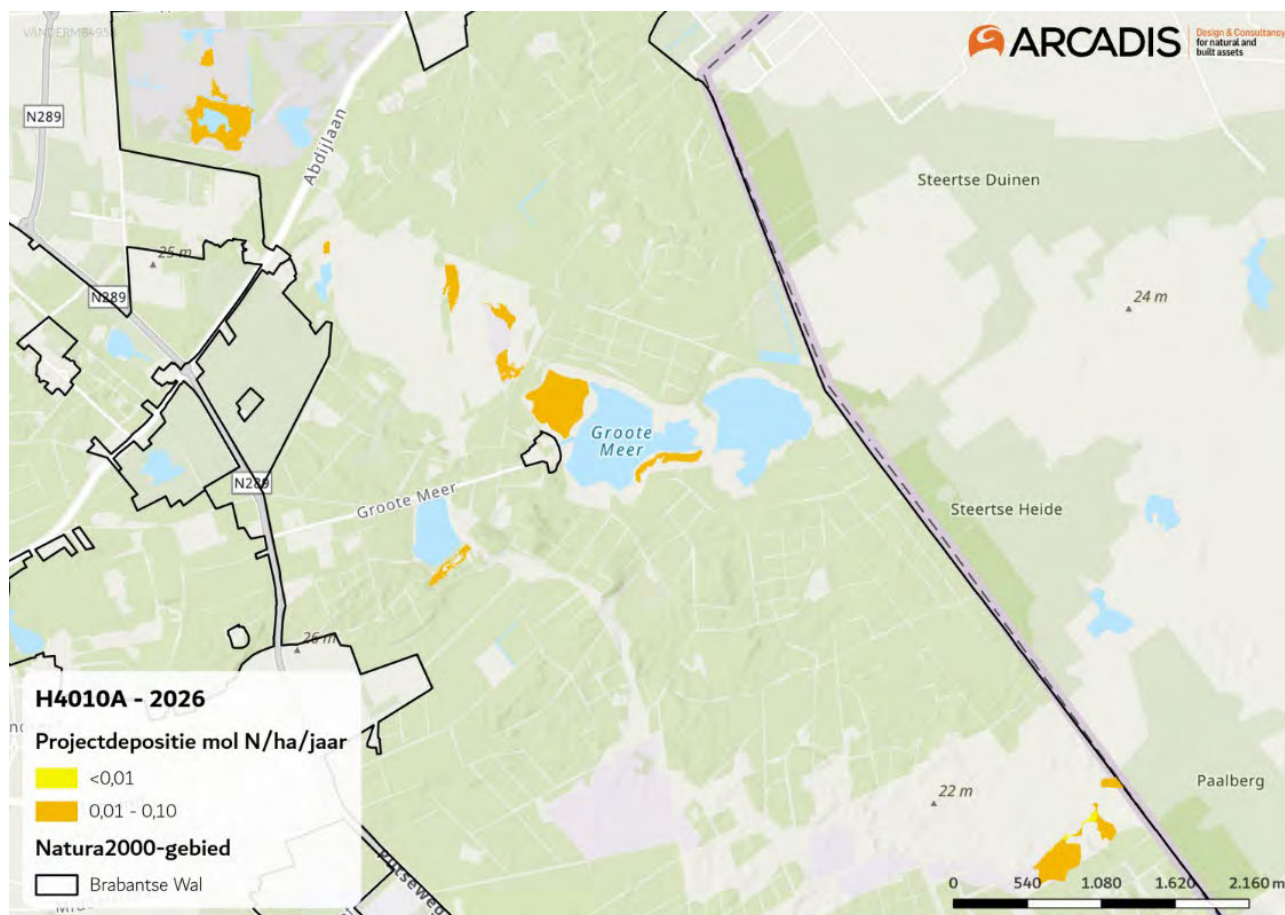 ARCADIS
Design & Consultancy
for natural and
built assets
N289
Abdijlaan
Steertse Duinen
25 m
N289
24 m
Groote
Meer
N289
Groote Meer
Steertse Heide
26 m
H4010A - 2026
Projectdepositie mol N/ha/jaar
<0,01
0,01 - 0,10
Natura2000-gebied
Brabantse Wal
Putseweg
22 m
Paalberg
0 540 1.080 1.620 2.160 m